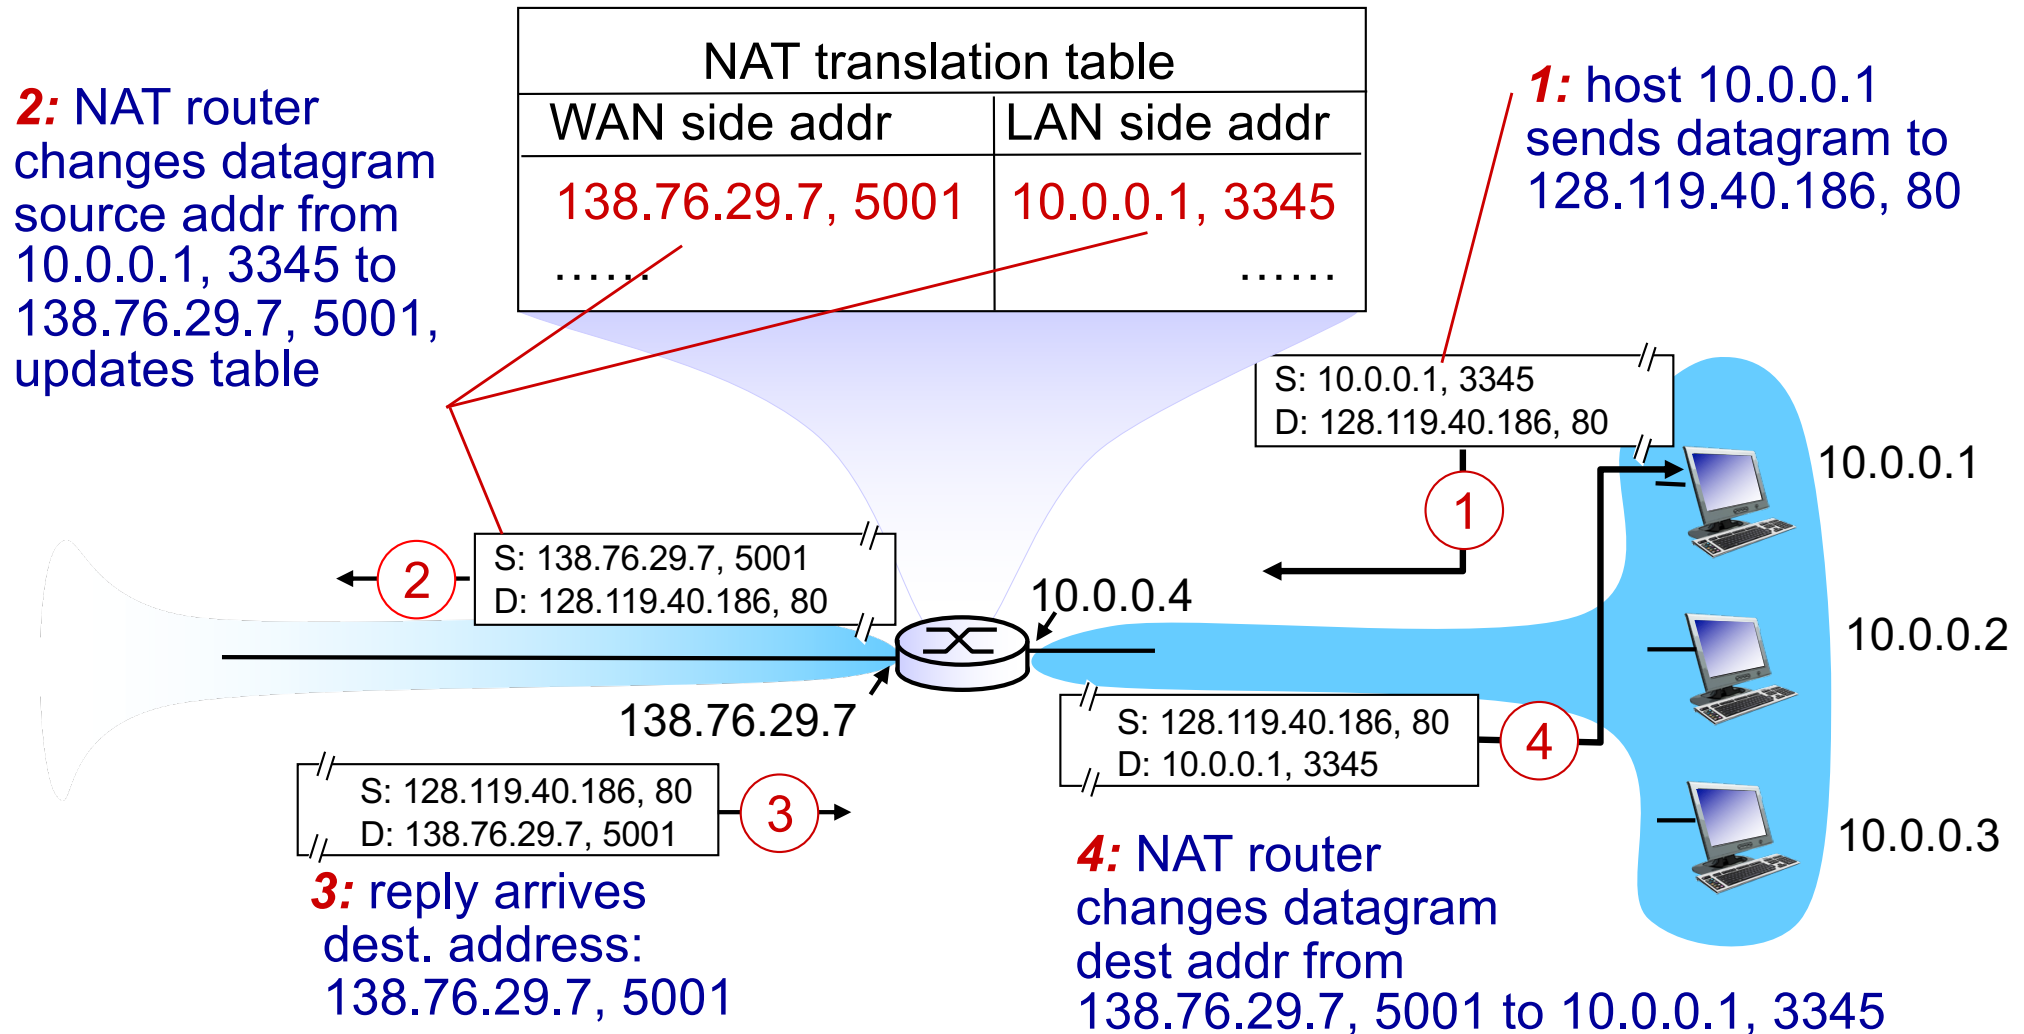 NAT translation table
WAN side addr
LAN side addr
138.76.29.7, 5001
10.0.0.1, 3345
......
......
2: NAT router
changes datagram
source addr from
10.0.0.1, 3345 to
138.76.29.7, 5001,
updates table
1: host 10.0.0.1
sends datagram to
128.119.40.186, 80
S: 10.0.0.1, 3345
D: 128.119.40.186, 80
1
10.0.0.1
S: 138.76.29.7, 5001
D: 128.119.40.186, 80
2
10.0.0.4
10.0.0.2
138.76.29.7
S: 128.119.40.186, 80
D: 10.0.0.1, 3345
4
S: 128.119.40.186, 80
D: 138.76.29.7, 5001
3
10.0.0.3
3: reply arrives
dest. address:
138.76.29.7, 5001
4: NAT router
changes datagram
dest addr from
138.76.29.7, 5001 to 10.0.0.1, 3345